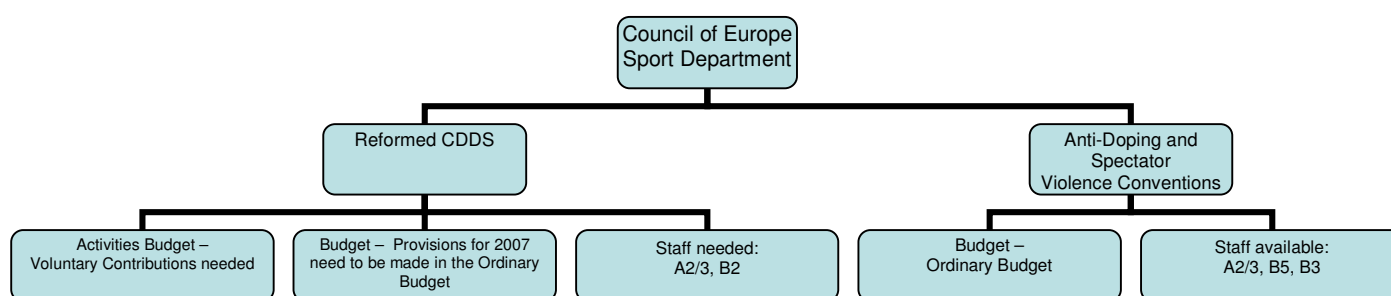 Council of Europe
Sport Department
Reformed CDDS
Anti-Doping and
Spectator
Violence Conventions
Activities Budget –
Voluntary Contributions needed
Budget – Provisions for 2007
need to be made in the Ordinary
Budget
Staff needed:
A2/3, B2
Budget –
Ordinary Budget
Staff available:
A2/3, B5, B3